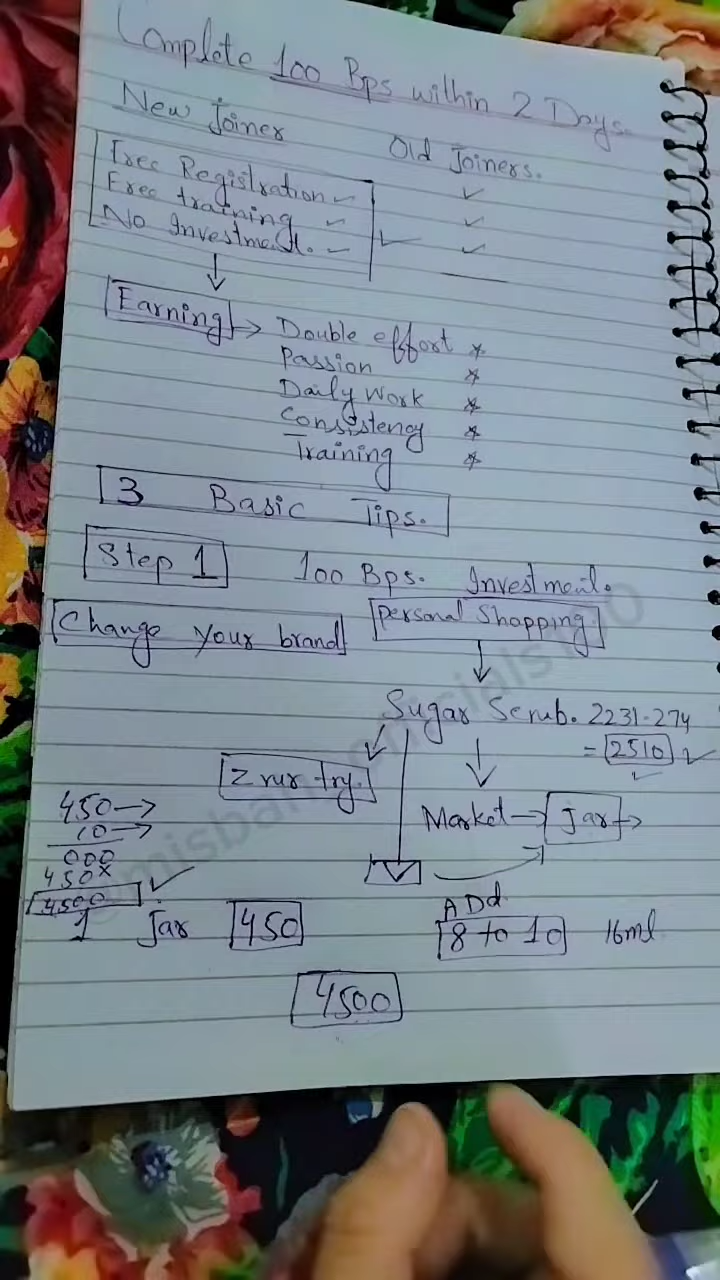 Complete 100 Bps within 2 Days.
New Joiner
Old Joiners.
Free Registration
Free training
No Investment.
Earning → Double effort *
Passion *
Daily Work *
Consistency *
Training *
3 Basic Tips.
Step 1 100 Bps. Investment.
Change your brand Personal Shopping.
Sugar Scrub. 2231-274
= 2510
Zrur try.
Market → Jar →
450 →
10 →
000
450x
4500
1 Jar 450
ADd
8 to 10 16ml
4500